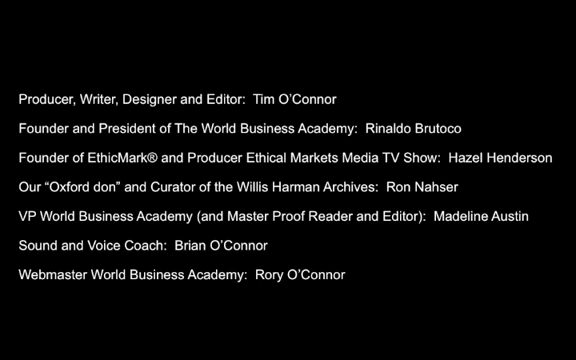 Producer, Writer, Designer and Editor:  Tim O’Connor
Founder and President of The World Business Academy:  Rinaldo Brutoco
Founder of EthicMark® and Producer Ethical Markets Media TV Show:  Hazel Henderson
Our “Oxford don” and Curator of the Willis Harman Archives:  Ron Nahser
VP World Business Academy (and Master Proof Reader and Editor):  Madeline Austin
Sound and Voice Coach:  Brian O’Connor
Webmaster World Business Academy:  Rory O’Connor